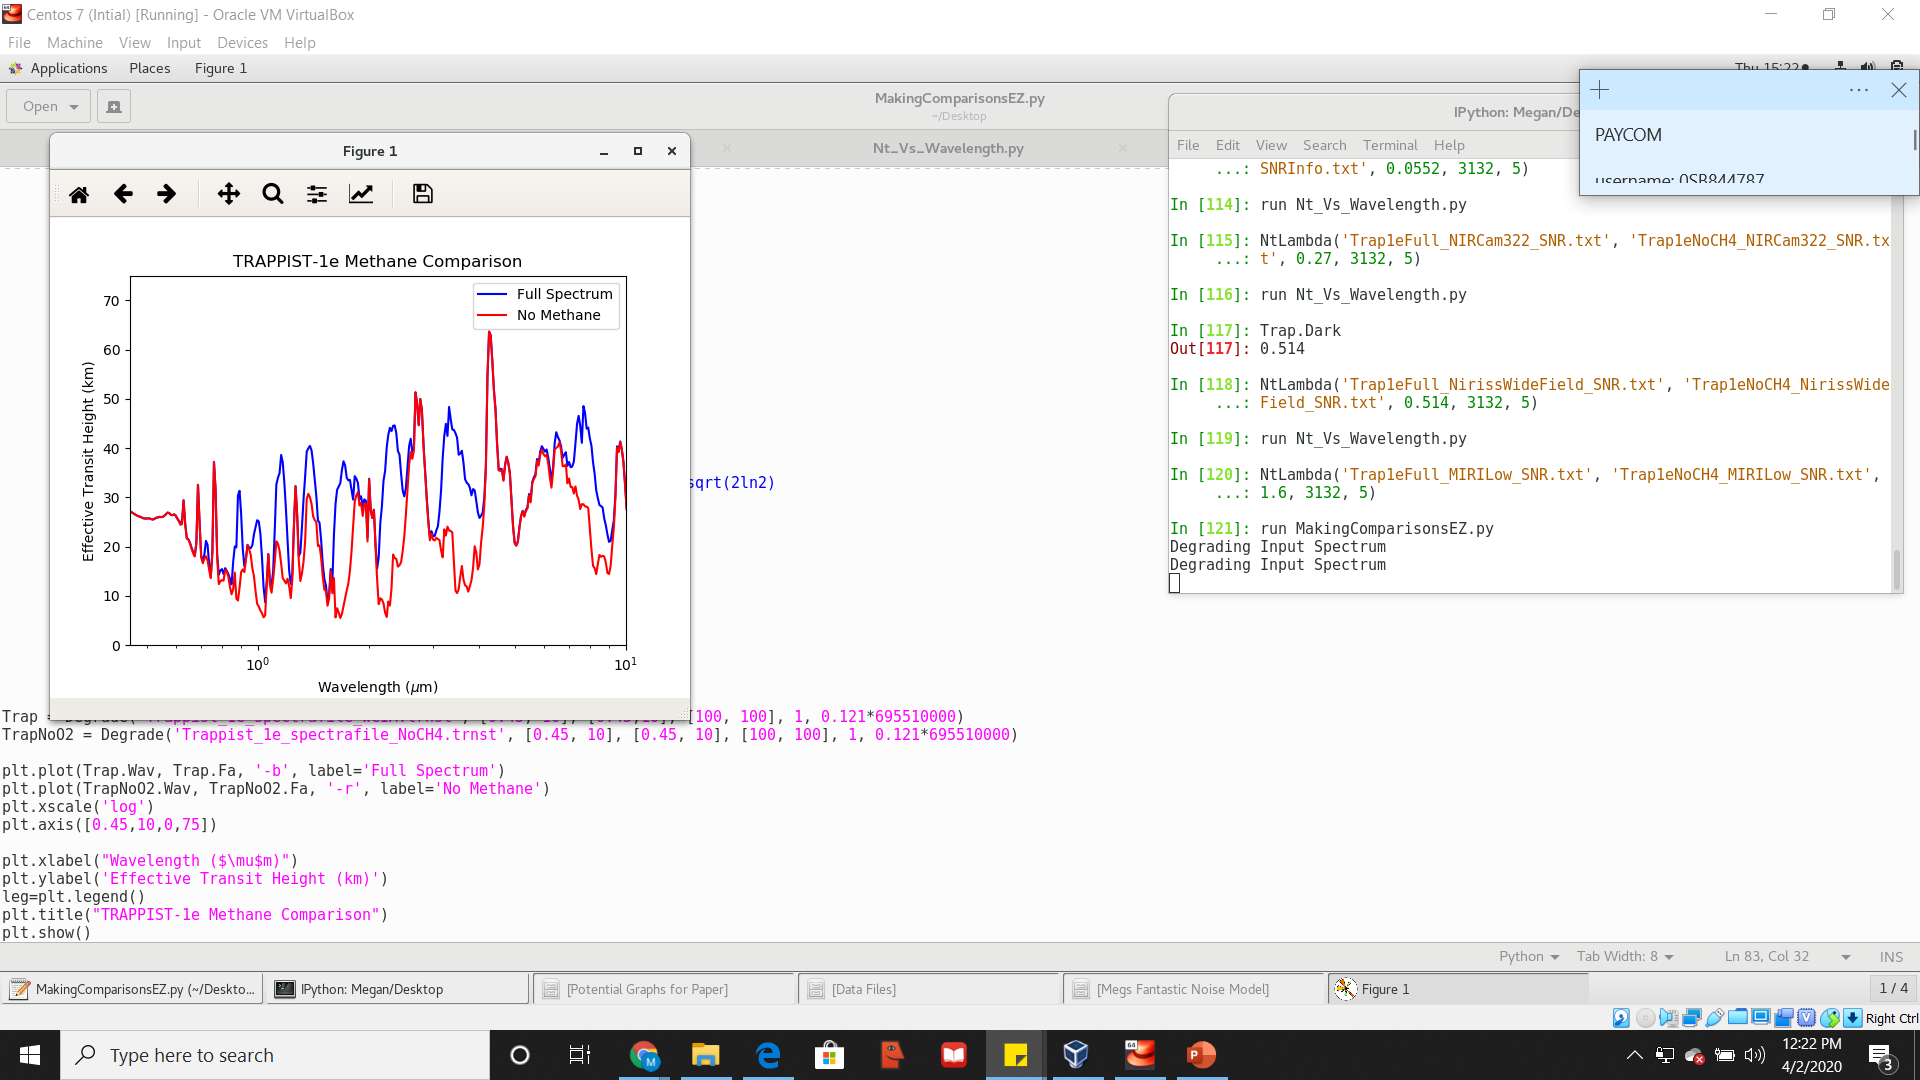 Centos 7 (Intial) [Running] - Oracle VM VirtualBox
File Machine View Input Devices Help
Applications Places Figure 1 Thu 15:22
Open
MakingComparisonsEZ.py
~/Desktop
Nt_Vs_Wavelength.py
Figure 1
TRAPPIST-1e Methane Comparison
Full Spectrum
No Methane
70
60
50
40
30
20
10
0
10^0
10^1
Effective Transit Height (km)
Wavelength (μm)
sqrt(2ln2)
IPython: Megan/De
File Edit View Search Terminal Help
...: SNRInfo.txt', 0.0552, 3132, 5)
In [114]: run Nt_Vs_Wavelength.py
In [115]: NtLambda('Trap1eFull_NIRCam322_SNR.txt', 'Trap1eNoCH4_NIRCam322_SNR.tx
...: t', 0.27, 3132, 5)
In [116]: run Nt_Vs_Wavelength.py
In [117]: Trap.Dark
Out[117]: 0.514
In [118]: NtLambda('Trap1eFull_NirissWideField_SNR.txt', 'Trap1eNoCH4_NirissWide
...: Field_SNR.txt', 0.514, 3132, 5)
In [119]: run Nt_Vs_Wavelength.py
In [120]: NtLambda('Trap1eFull_MIRILow_SNR.txt', 'Trap1eNoCH4_MIRILow_SNR.txt',
...: 1.6, 3132, 5)
In [121]: run MakingComparisonsEZ.py
Degrading Input Spectrum
Degrading Input Spectrum
PAYCOM
username: 0SB844787
Trap = [100, 100], 1, 0.121*695510000)
TrapNoO2 = Degrade('Trappist_1e_spectrafile_NoCH4.trnst', [0.45, 10], [0.45, 10], [100, 100], 1, 0.121*695510000)
plt.plot(Trap.Wav, Trap.Fa, '-b', label='Full Spectrum')
plt.plot(TrapNoO2.Wav, TrapNoO2.Fa, '-r', label='No Methane')
plt.xscale('log')
plt.axis([0.45,10,0,75])
plt.xlabel("Wavelength ($\mu$m)")
plt.ylabel('Effective Transit Height (km)')
leg=plt.legend()
plt.title("TRAPPIST-1e Methane Comparison")
plt.show()
Python Tab Width: 8 Ln 83, Col 32 INS
MakingComparisonsEZ.py (~/Deskto... IPython: Megan/Desktop [Potential Graphs for Paper] [Data Files] [Megs Fantastic Noise Model] Figure 1 1 / 4
Right Ctrl
Type here to search
12:22 PM
4/2/2020
3